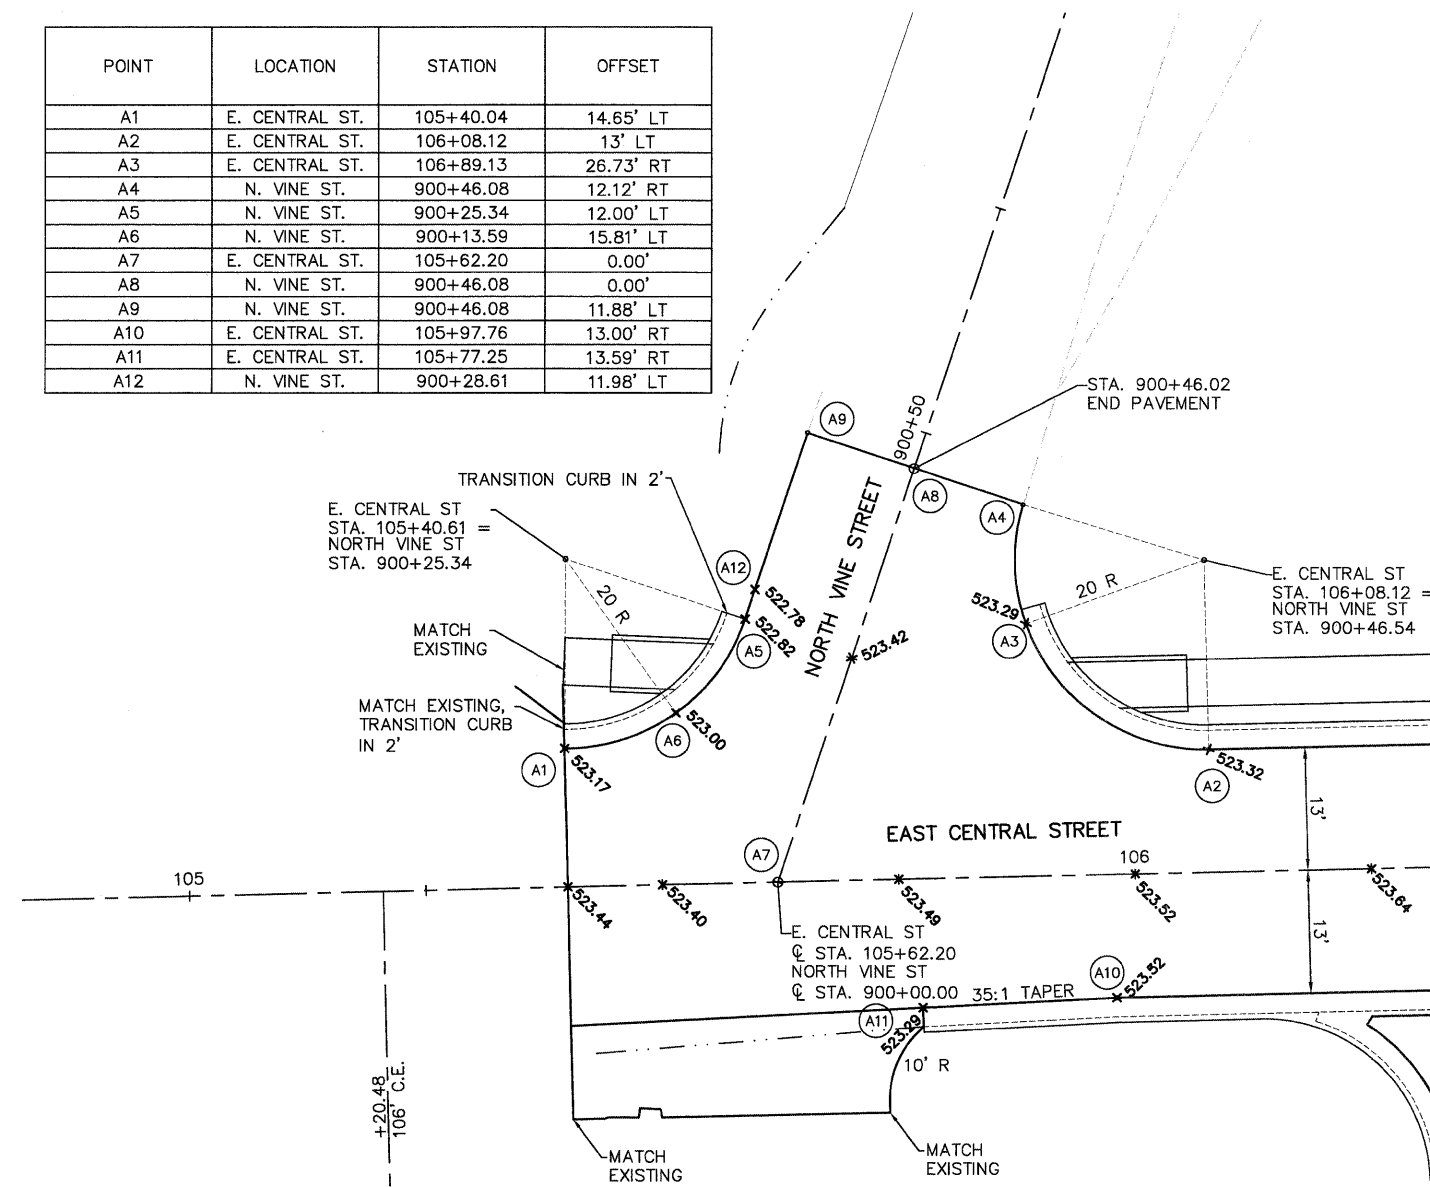 POINT LOCATION STATION OFFSET
A1 E. CENTRAL ST. 105+40.04 14.65' LT
A2 E. CENTRAL ST. 106+08.12 13' LT
A3 E. CENTRAL ST. 106+89.13 26.73' RT
A4 N. VINE ST. 900+46.08 12.12' RT
A5 N. VINE ST. 900+25.34 12.00' LT
A6 N. VINE ST. 900+13.59 15.81' LT
A7 E. CENTRAL ST. 105+62.20 0.00'
A8 N. VINE ST. 900+46.08 0.00'
A9 N. VINE ST. 900+46.08 11.88' LT
A10 E. CENTRAL ST. 105+97.76 13.00' RT
A11 E. CENTRAL ST. 105+77.25 13.59' RT
A12 N. VINE ST. 900+28.61 11.98' LT
STA. 900+46.02
END PAVEMENT
A9
900+50
A8
A4
TRANSITION CURB IN 2'
E. CENTRAL ST
STA. 105+40.61 =
NORTH VINE ST
STA. 900+25.34
A12
522.78
522.82
A5
20 R
NORTH VINE STREET
523.42
523.29
A3
20 R
E. CENTRAL ST
STA. 106+08.12 =
NORTH VINE ST
STA. 900+46.54
MATCH
EXISTING
MATCH EXISTING,
TRANSITION CURB
IN 2'
A6
523.00
A1
523.17
A2
523.32
13'
EAST CENTRAL STREET
A7
105
106
523.44
523.40
523.49
523.52
523.64
13'
E. CENTRAL ST
℄ STA. 105+62.20
NORTH VINE ST
℄ STA. 900+00.00
35:1 TAPER
A10
523.52
A11
523.29
10' R
+20.48
106' C.E.
MATCH
EXISTING
MATCH
EXISTING